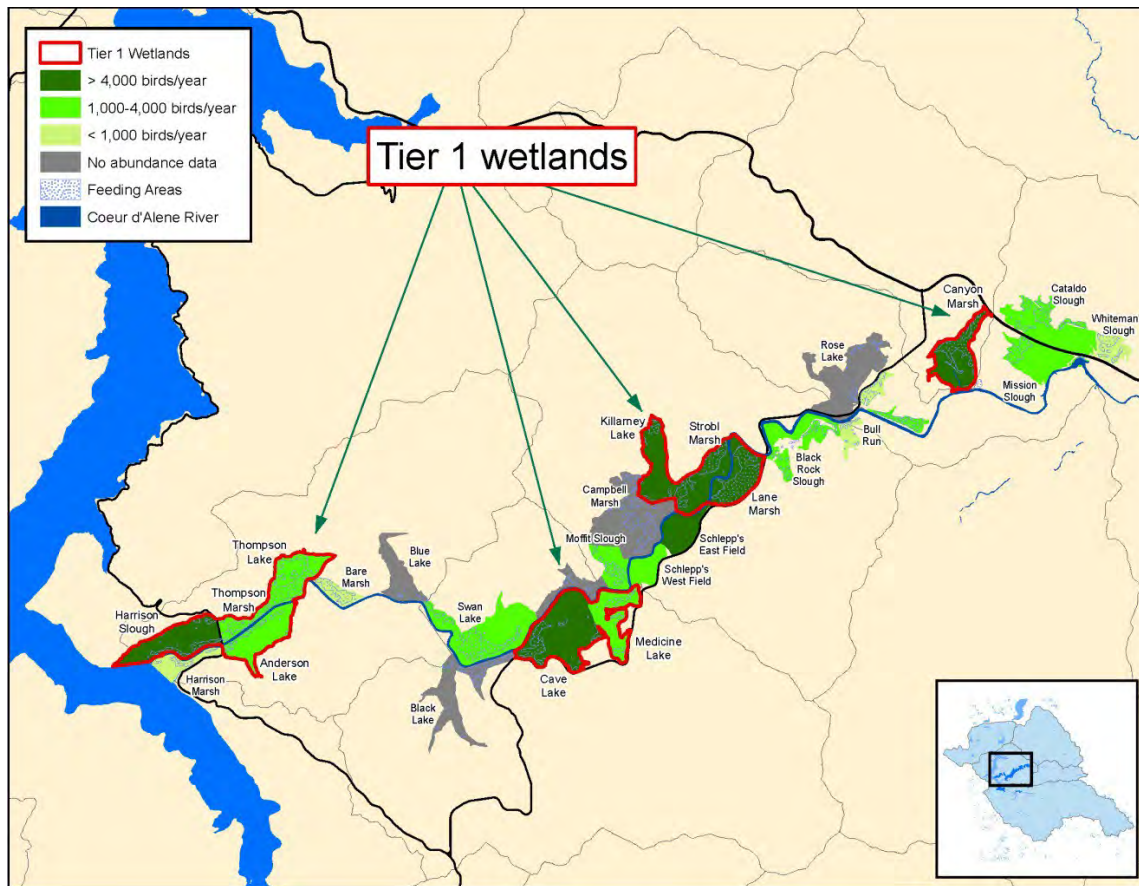 Tier 1 Wetlands
> 4,000 birds/year
1,000-4,000 birds/year
< 1,000 birds/year
No abundance data
Feeding Areas
Coeur d'Alene River
Tier 1 wetlands
Canyon
Marsh
Cataldo
Slough
Whiteman
Slough
Rose
Lake
Mission
Slough
Killarney
Lake
Strobl
Marsh
Bull
Run
Black
Rock
Slough
Campbell
Marsh
Lane
Marsh
Moffit Slough
Schlepp's
East Field
Schlepp's
West Field
Thompson
Lake
Blue
Lake
Bare
Marsh
Thompson
Marsh
Swan
Lake
Harrison
Slough
Medicine
Lake
Anderson
Lake
Harrison
Marsh
Cave
Lake
Black
Lake